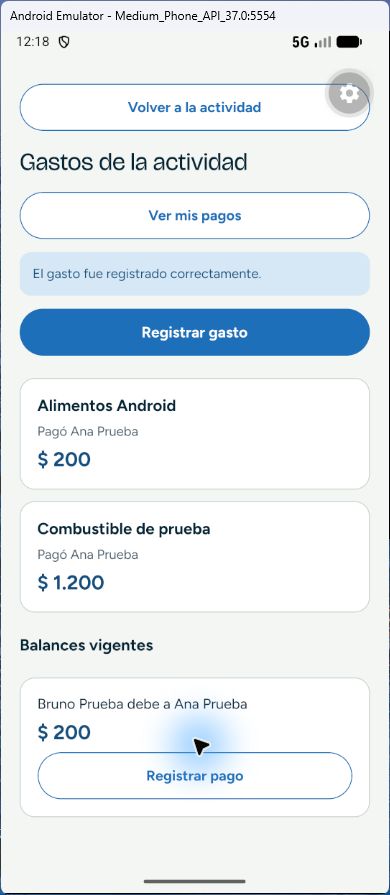 Android Emulator - Medium_Phone_API_37.0:5554
12:18
5G
Volver a la actividad
Gastos de la actividad
Ver mis pagos
El gasto fue registrado correctamente.
Registrar gasto
Alimentos Android
Pagó Ana Prueba
$ 200
Combustible de prueba
Pagó Ana Prueba
$ 1.200
Balances vigentes
Bruno Prueba debe a Ana Prueba
$ 200
Registrar pago